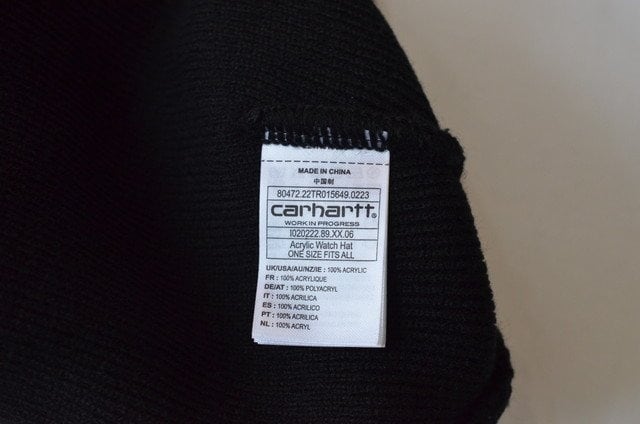 MADE IN CHINA
中国制
80472.22TR015649.0223
carhartt®
WORK IN PROGRESS
I020222.89.XX.06
Acrylic Watch Hat
ONE SIZE FITS ALL
UK/USA/AU/NZ/IE : 100% ACRYLIC
FR : 100% ACRYLIQUE
DE/AT : 100% POLYACRYL
IT : 100% ACRILICA
ES : 100% ACRILICO
PT : 100% ACRILICA
NL : 100% ACRYL